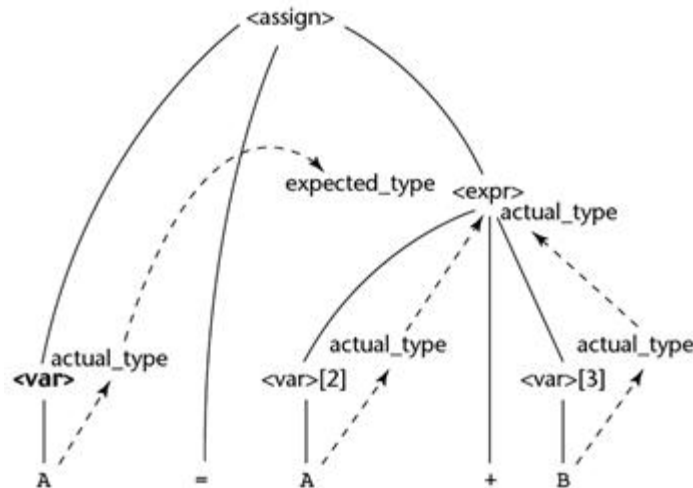 <assign>
expected_type
<expr>
actual_type
actual_type
actual_type
actual_type
<var>
<var>[2]
<var>[3]
A
=
A
+
B